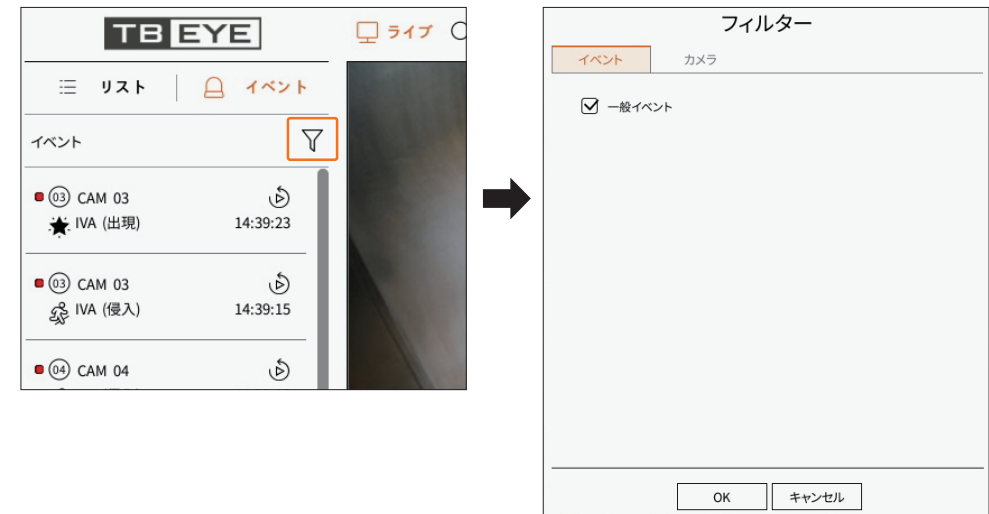 TB EYE
ライブ
リスト
イベント
イベント
03 CAM 03
IVA (出現) 14:39:23
03 CAM 03
IVA (侵入) 14:39:15
04 CAM 04
フィルター
イベント カメラ
一般イベント
OK キャンセル